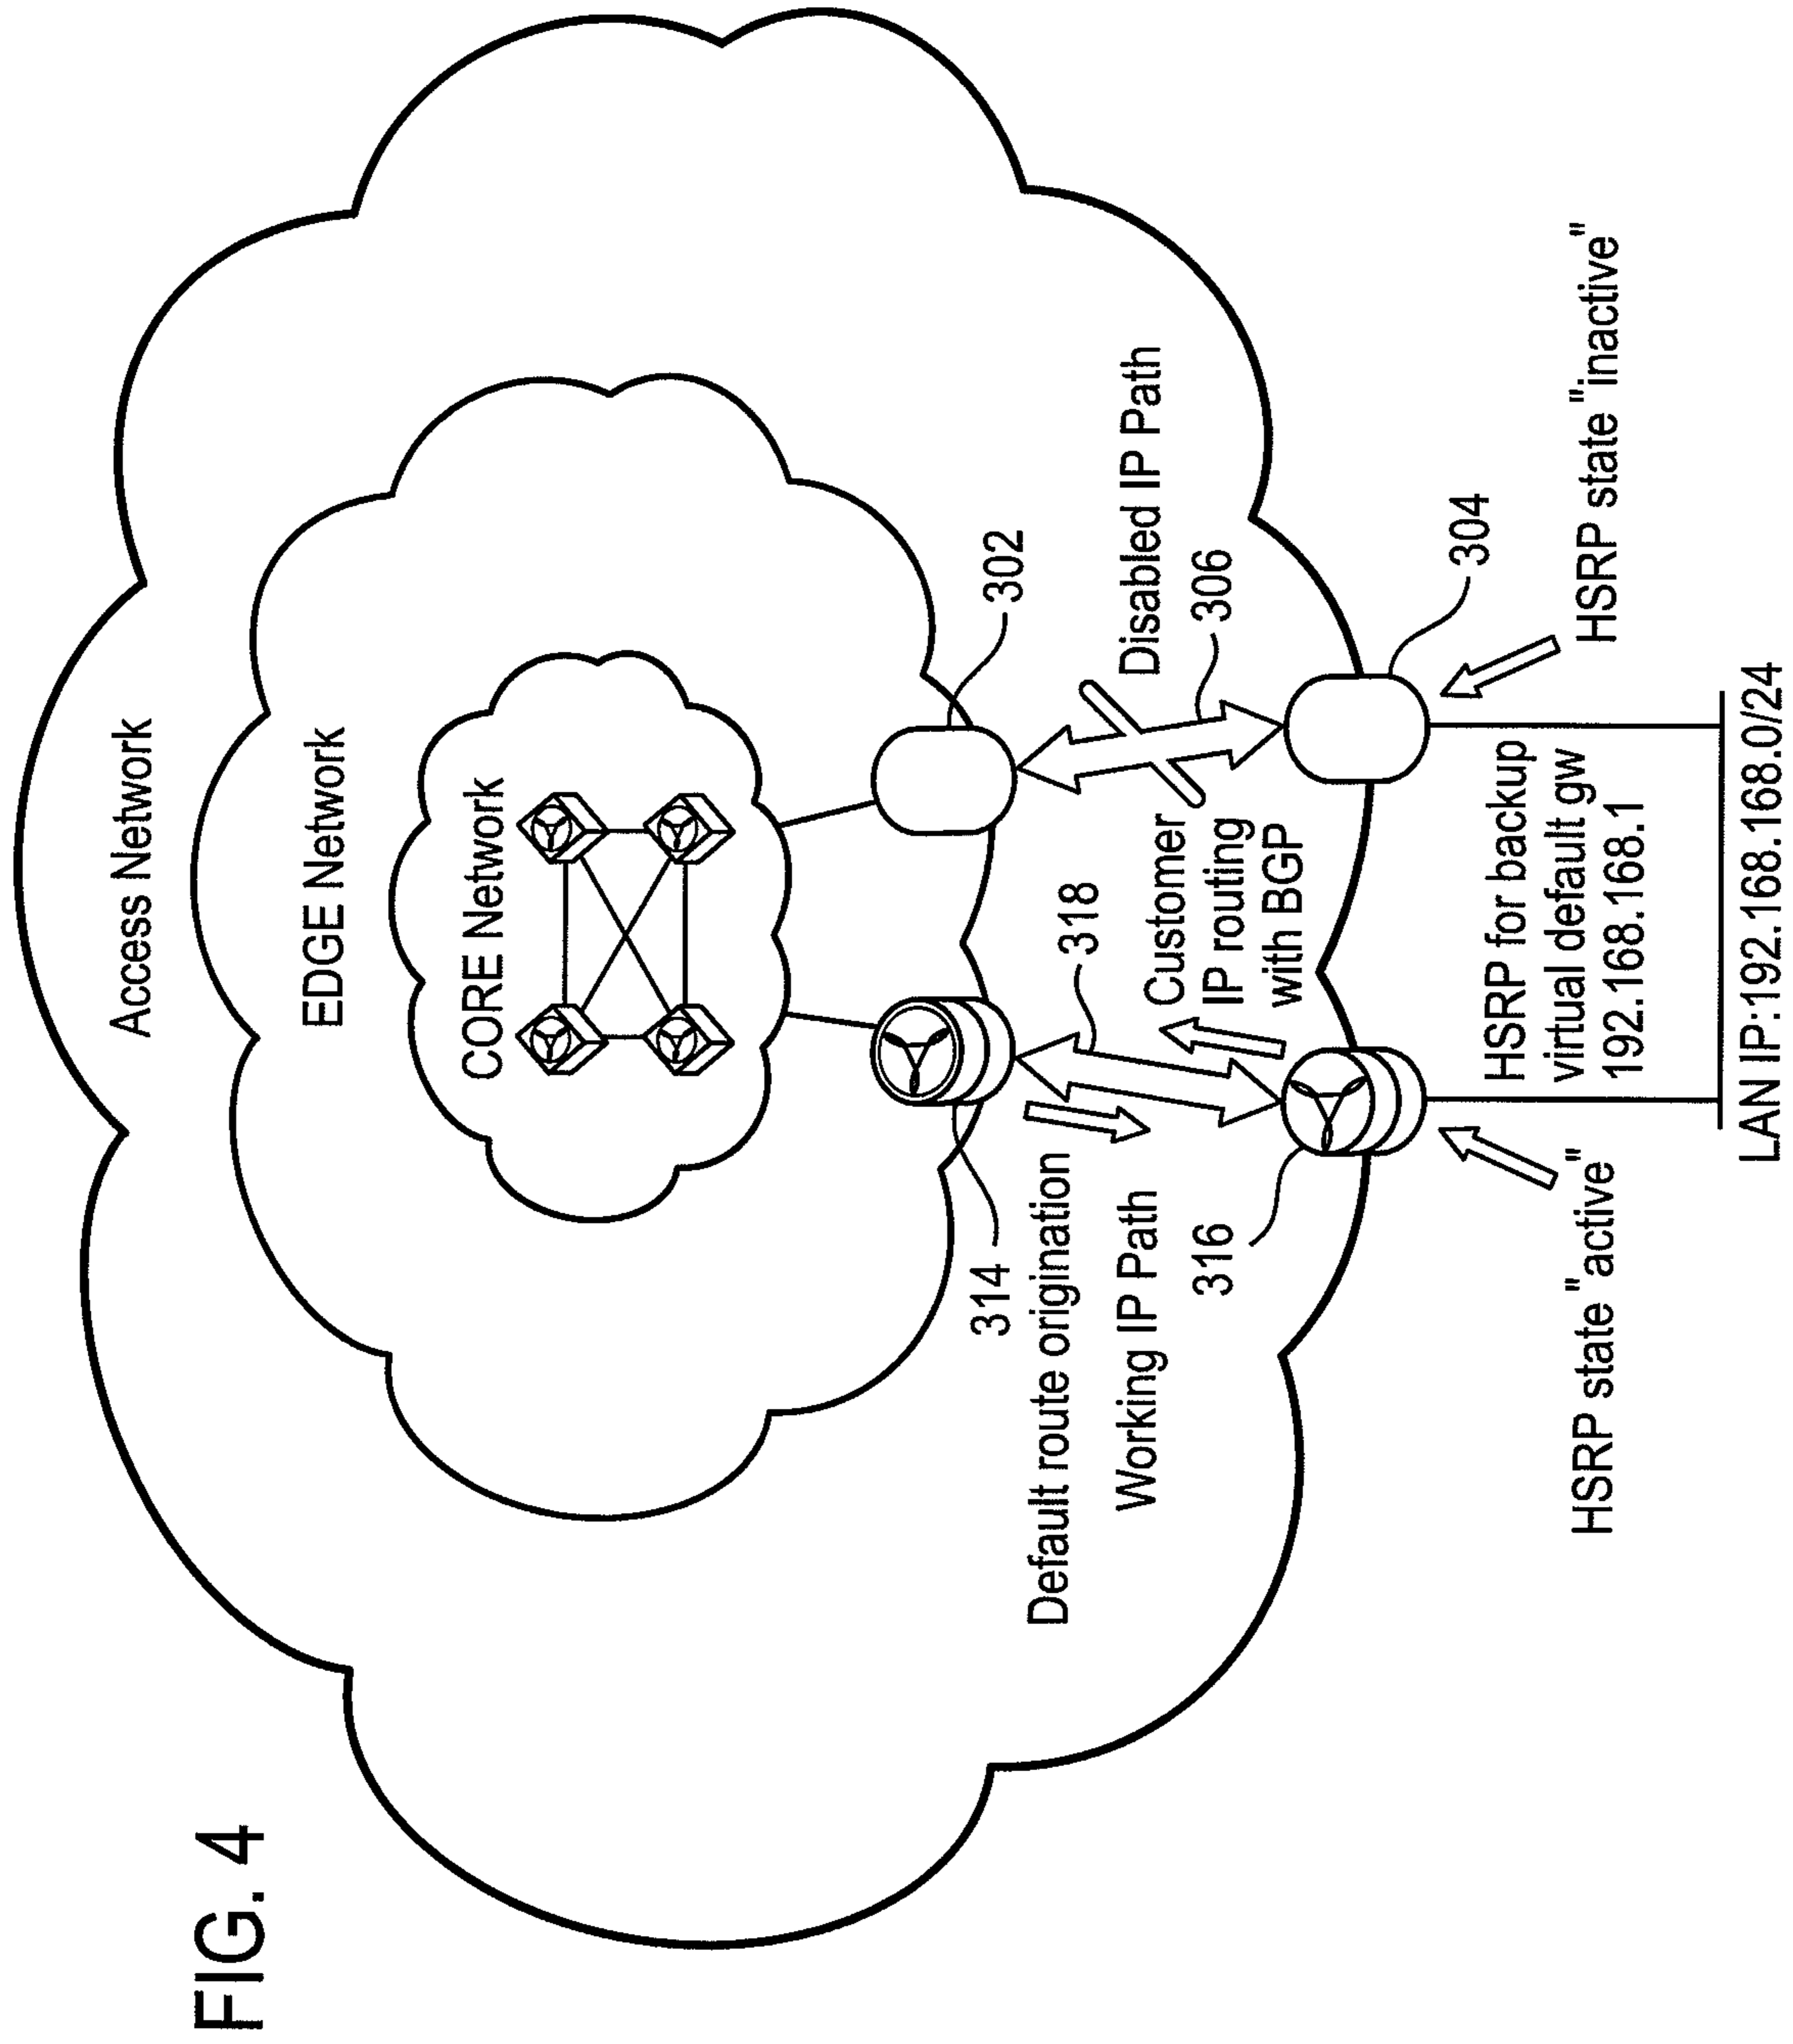 FIG. 4
Access Network
EDGE Network
CORE Network
314
302
Default route origination
Working IP Path
318
Disabled IP Path
306
Customer
IP routing
with BGP
316
304
HSRP for backup
virtual default gw
192.168.168.1
HSRP state "active"
HSRP state "inactive"
LAN IP:192.168.168.0/24